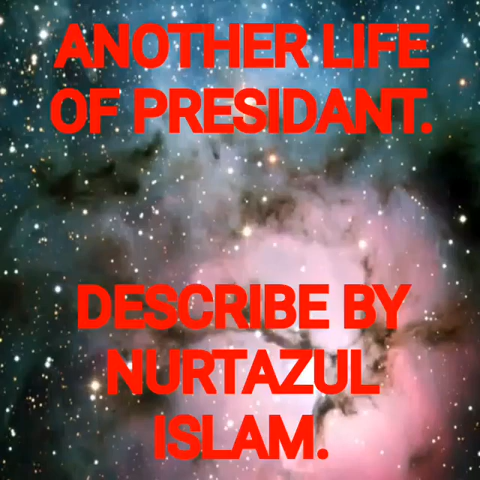 ANOTHER LIFE
OF PRESIDANT.
DESCRIBE BY
NURTAZUL
ISLAM.